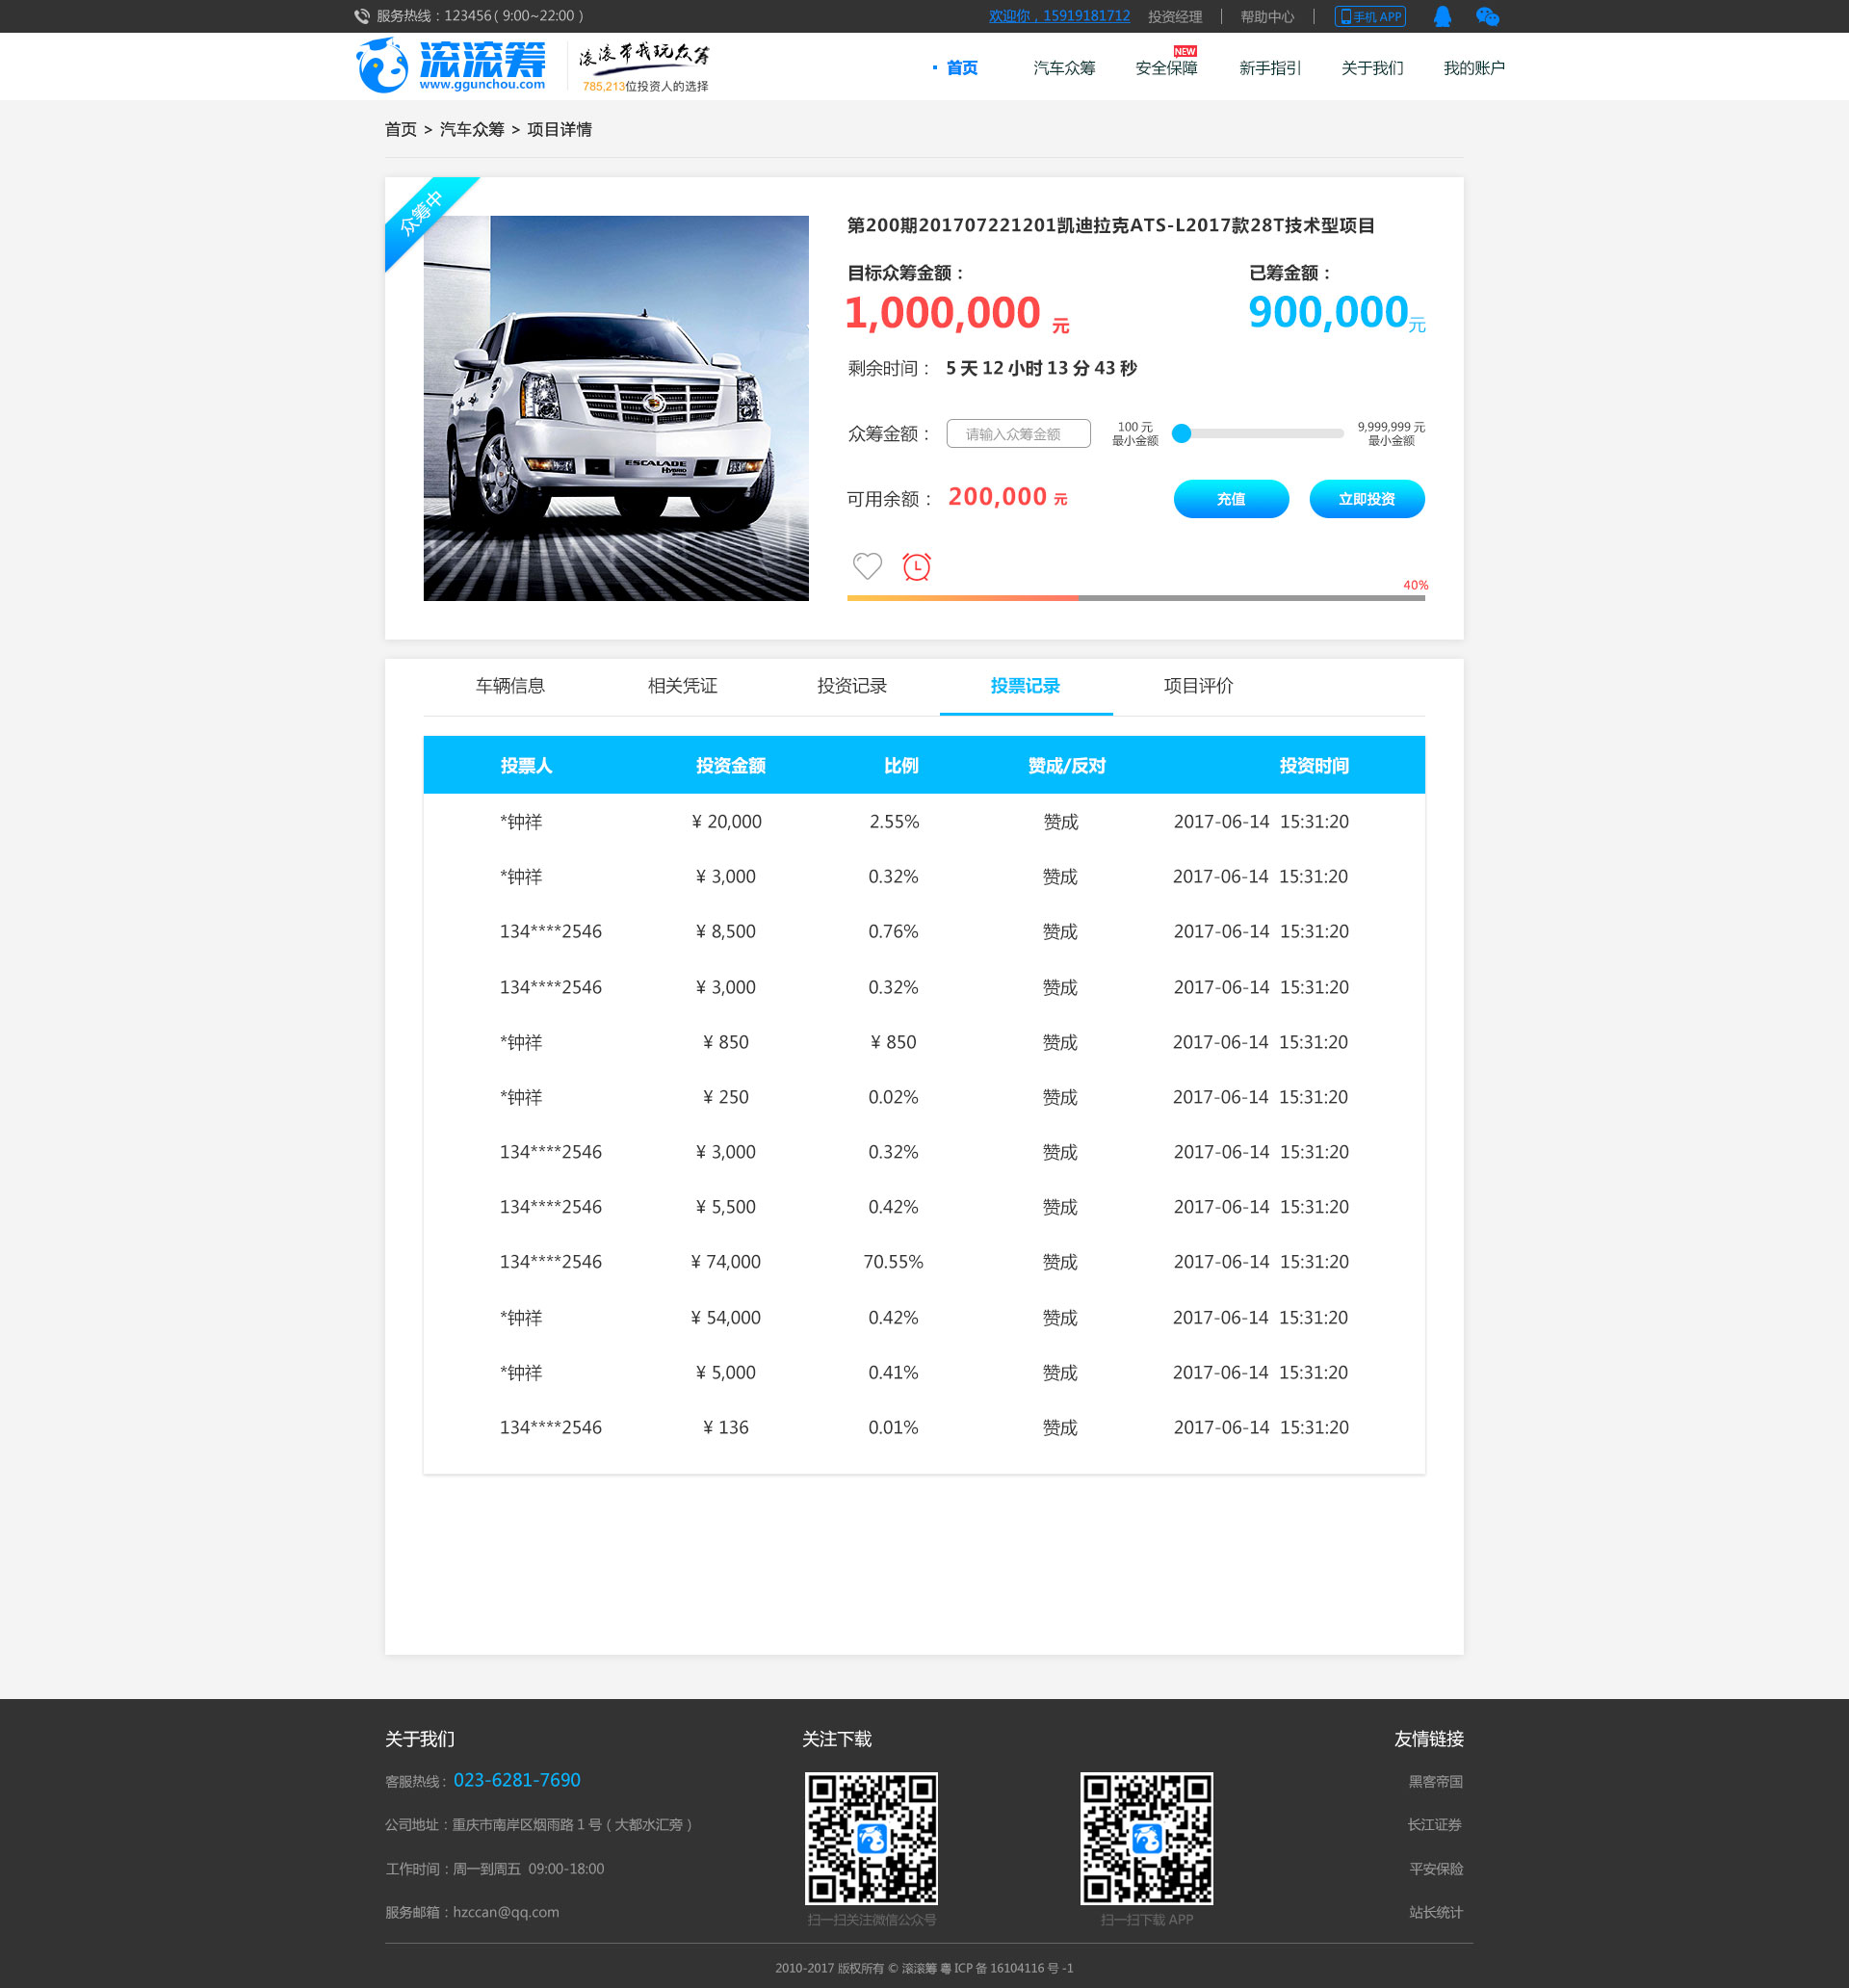 服务热线：123456（9:00~22:00）
欢迎你，15919181712 投资经理 | 帮助中心 | 手机 APP
滚滚筹
www.ggunchou.com
滚滚带我玩众筹
785,213位投资人的选择
首页 汽车众筹 安全保障 NEW 新手指引 关于我们 我的账户
首页 > 汽车众筹 > 项目详情
众筹中
ESCALADE
HYBRID
第200期201707221201凯迪拉克ATS-L2017款28T技术型项目
目标众筹金额： 已筹金额：
1,000,000 元 900,000元
剩余时间： 5 天 12 小时 13 分 43 秒
众筹金额： 请输入众筹金额 100 元 9,999,999 元
最小金额 最小金额
可用余额： 200,000 元 充值 立即投资
40%
车辆信息 相关凭证 投资记录 投票记录 项目评价
投票人 投资金额 比例 赞成/反对 投资时间
*钟祥 ¥ 20,000 2.55% 赞成 2017-06-14 15:31:20
*钟祥 ¥ 3,000 0.32% 赞成 2017-06-14 15:31:20
134****2546 ¥ 8,500 0.76% 赞成 2017-06-14 15:31:20
134****2546 ¥ 3,000 0.32% 赞成 2017-06-14 15:31:20
*钟祥 ¥ 850 ¥ 850 赞成 2017-06-14 15:31:20
*钟祥 ¥ 250 0.02% 赞成 2017-06-14 15:31:20
134****2546 ¥ 3,000 0.32% 赞成 2017-06-14 15:31:20
134****2546 ¥ 5,500 0.42% 赞成 2017-06-14 15:31:20
134****2546 ¥ 74,000 70.55% 赞成 2017-06-14 15:31:20
*钟祥 ¥ 54,000 0.42% 赞成 2017-06-14 15:31:20
*钟祥 ¥ 5,000 0.41% 赞成 2017-06-14 15:31:20
134****2546 ¥ 136 0.01% 赞成 2017-06-14 15:31:20
关于我们 关注下载 友情链接
客服热线：023-6281-7690 黑客帝国
公司地址：重庆市南岸区烟雨路 1 号（大都水汇旁） 长江证券
工作时间：周一到周五 09:00-18:00 平安保险
服务邮箱：hzccan@qq.com 站长统计
扫一扫关注微信公众号 扫一扫下载 APP
2010-2017 版权所有 © 滚滚筹 粤 ICP 备 16104116 号 -1